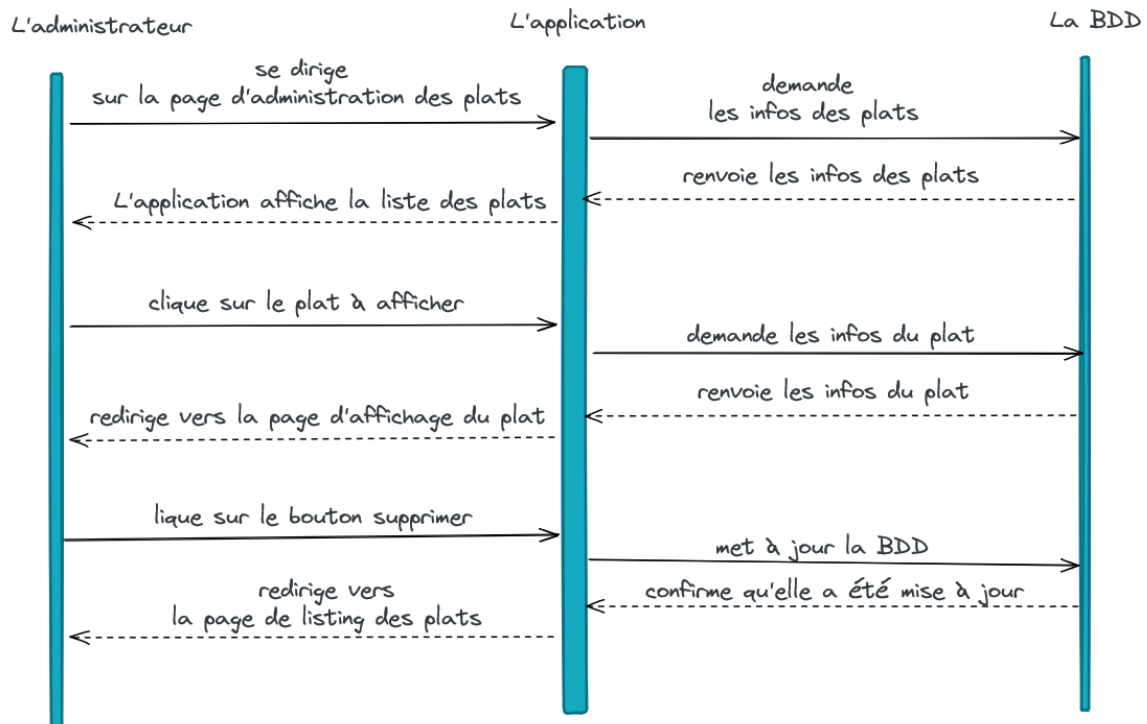 L'administrateur
L'application
La BDD
se dirige
sur la page d'administration des plats
demande
les infos des plats
renvoie les infos des plats
L'application affiche la liste des plats
clique sur le plat à afficher
demande les infos du plat
renvoie les infos du plat
redirige vers la page d'affichage du plat
lique sur le bouton supprimer
met à jour la BDD
confirme qu'elle a été mise à jour
redirige vers
la page de listing des plats